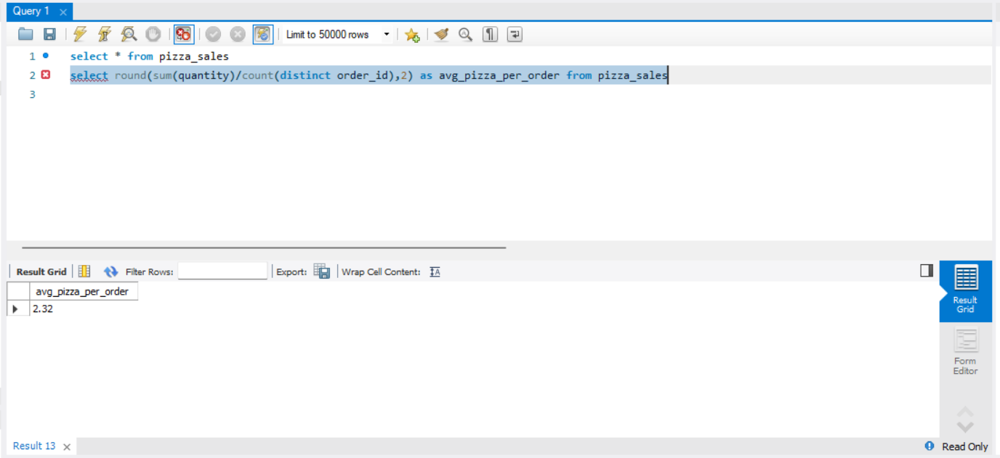 Query 1
Limit to 50000 rows
1 select * from pizza_sales
2 select round(sum(quantity)/count(distinct order_id),2) as avg_pizza_per_order from pizza_sales
3
Result Grid Filter Rows: Export: Wrap Cell Content:
avg_pizza_per_order
2.32
Result
Grid
Form
Editor
Result 13 Read Only